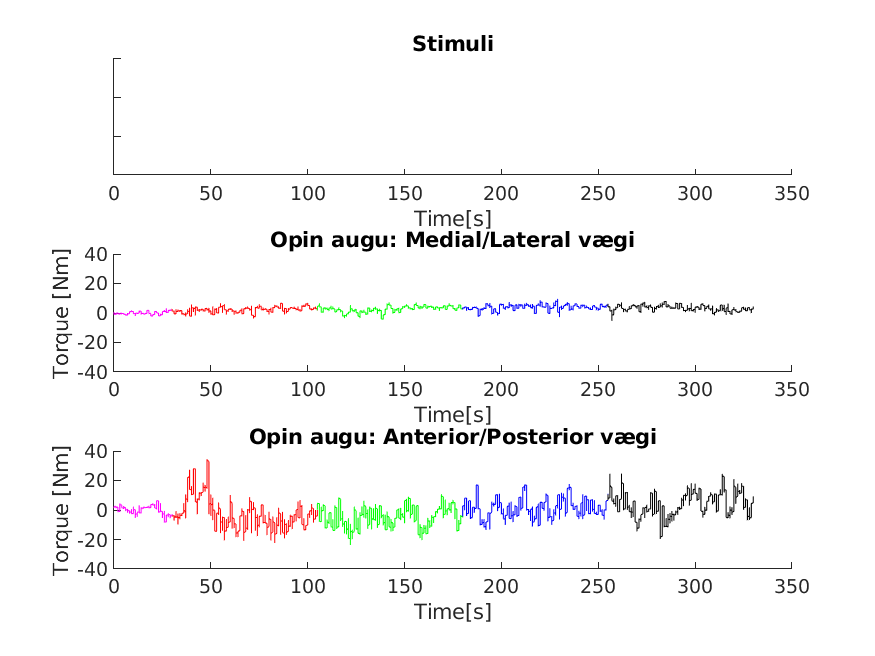 Stimuli
0 50 100 150 200 250 300 350
Time[s]
Opin augu: Medial/Lateral vægi
Torque [Nm]
40
20
0
-20
-40
0 50 100 150 200 250 300 350
Time[s]
Opin augu: Anterior/Posterior vægi
Torque [Nm]
40
20
0
-20
-40
0 50 100 150 200 250 300 350
Time[s]